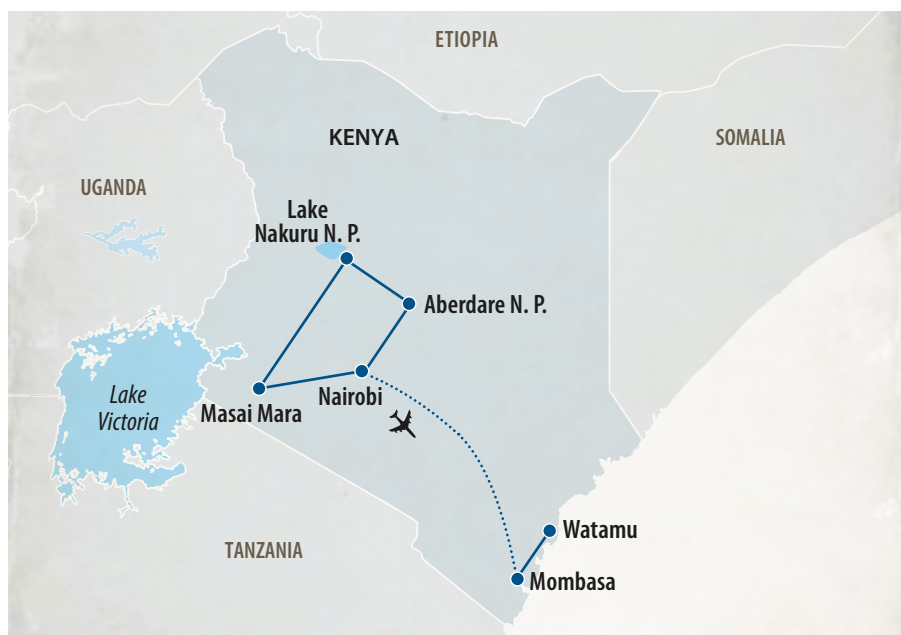 ETIOPIA
KENYA
SOMALIA
UGANDA
Lake
Nakuru N. P.
Aberdare N. P.
Lake
Victoria
Masai Mara
Nairobi
Watamu
TANZANIA
Mombasa